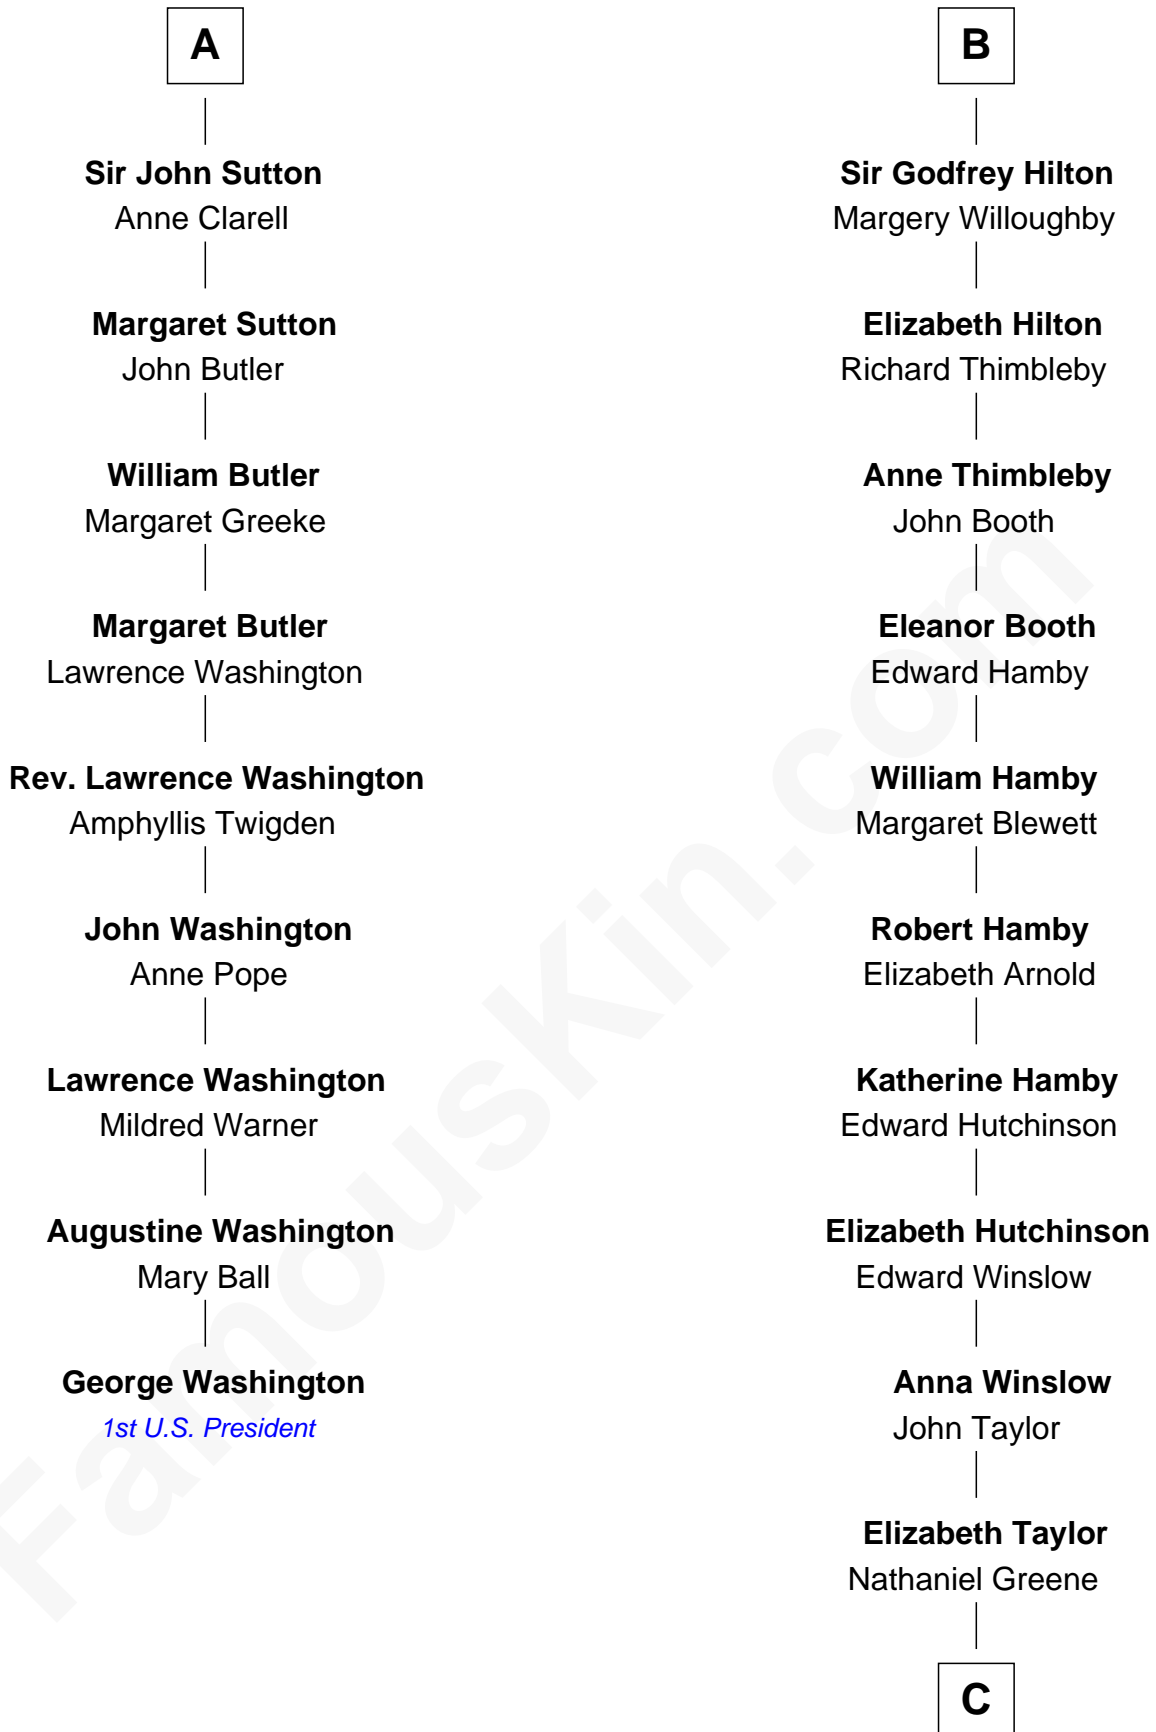 A
Sir John Sutton
Anne Clarell
Margaret Sutton
John Butler
William Butler
Margaret Greeke
Margaret Butler
Lawrence Washington
Rev. Lawrence Washington
Amphyllis Twigden
John Washington
Anne Pope
Lawrence Washington
Mildred Warner
Augustine Washington
Mary Ball
George Washington
1st U.S. President
B
Sir Godfrey Hilton
Margery Willoughby
Elizabeth Hilton
Richard Thimbleby
Anne Thimbleby
John Booth
Eleanor Booth
Edward Hamby
William Hamby
Margaret Blewett
Robert Hamby
Elizabeth Arnold
Katherine Hamby
Edward Hutchinson
Elizabeth Hutchinson
Edward Winslow
Anna Winslow
John Taylor
Elizabeth Taylor
Nathaniel Greene
C
FamousKin.com